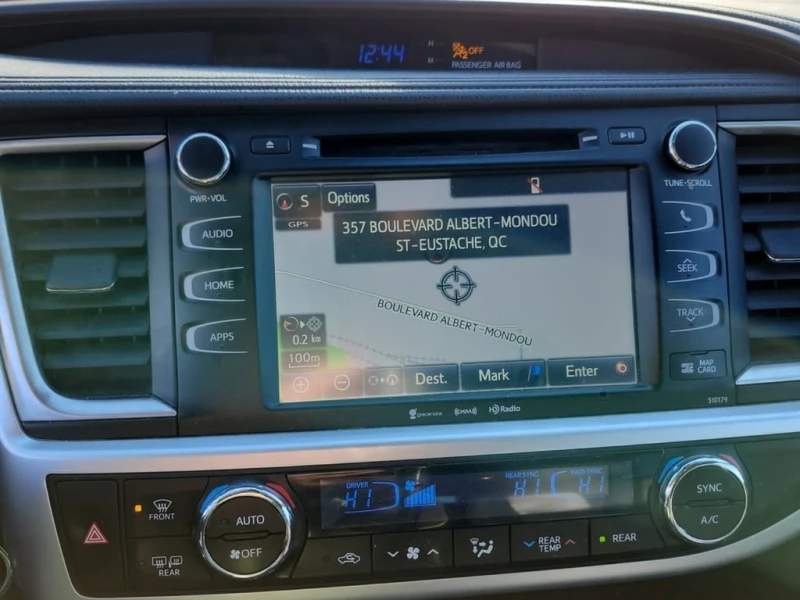 12:44
OFF
PASSENGER AIR BAG
PWR·VOL
TUNE·SCROLL
S
Options
GPS
357 BOULEVARD ALBERT-MONDOU
ST-EUSTACHE, QC
AUDIO
HOME
APPS
SEEK
TRACK
BOULEVARD ALBERT-MONDOU
0.2 km
100m
Dest.
Mark
Enter
MAP
CARD
510179
gracenote
((XM))
HD Radio
DRIVER
HI
REAR SYNC
HI
PASS SYNC
HI
FRONT
REAR
AUTO
OFF
REAR
TEMP
REAR
SYNC
A/C